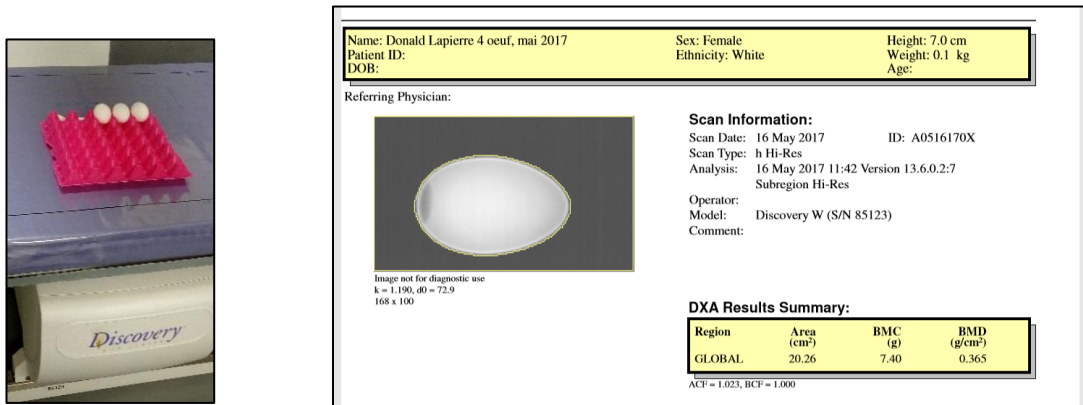 Discovery
Name: Donald Lapierre 4 oeuf, mai 2017
Patient ID:
DOB:
Sex: Female
Ethnicity: White
Height: 7.0 cm
Weight: 0.1 kg
Age:
Referring Physician:
Image not for diagnostic use
k = 1.190, d0 = 72.9
168 x 100
Scan Information:
Scan Date: 16 May 2017 ID: A0516170X
Scan Type: h Hi-Res
Analysis: 16 May 2017 11:42 Version 13.6.0.2:7
Subregion Hi-Res
Operator:
Model: Discovery W (S/N 85123)
Comment:
DXA Results Summary:
Region Area BMC BMD
(cm²) (g) (g/cm²)
GLOBAL 20.26 7.40 0.365
ACF = 1.023, BCF = 1.000